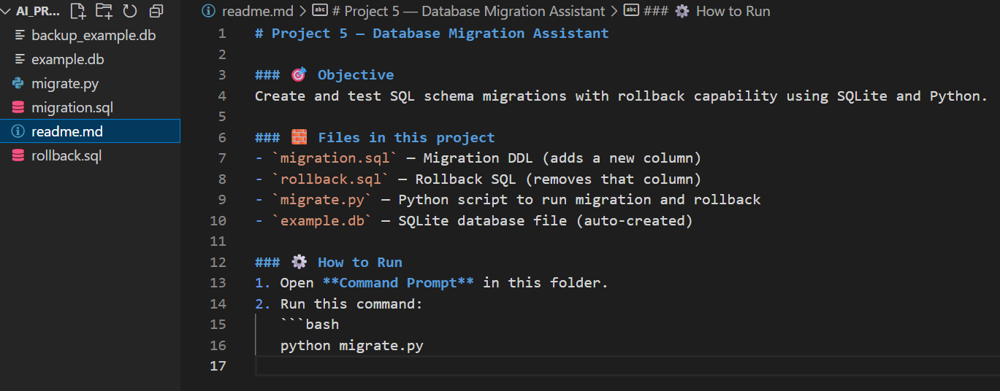 AI_PR...
backup_example.db
example.db
migrate.py
migration.sql
readme.md
rollback.sql
readme.md > # Project 5 — Database Migration Assistant > ### ⚙️ How to Run
1 # Project 5 — Database Migration Assistant
2
3 ### 🎯 Objective
4 Create and test SQL schema migrations with rollback capability using SQLite and Python.
5
6 ### 🧱 Files in this project
7 - `migration.sql` — Migration DDL (adds a new column)
8 - `rollback.sql` — Rollback SQL (removes that column)
9 - `migrate.py` — Python script to run migration and rollback
10 - `example.db` — SQLite database file (auto-created)
11
12 ### ⚙️ How to Run
13 1. Open **Command Prompt** in this folder.
14 2. Run this command:
15    ```bash
16    python migrate.py
17